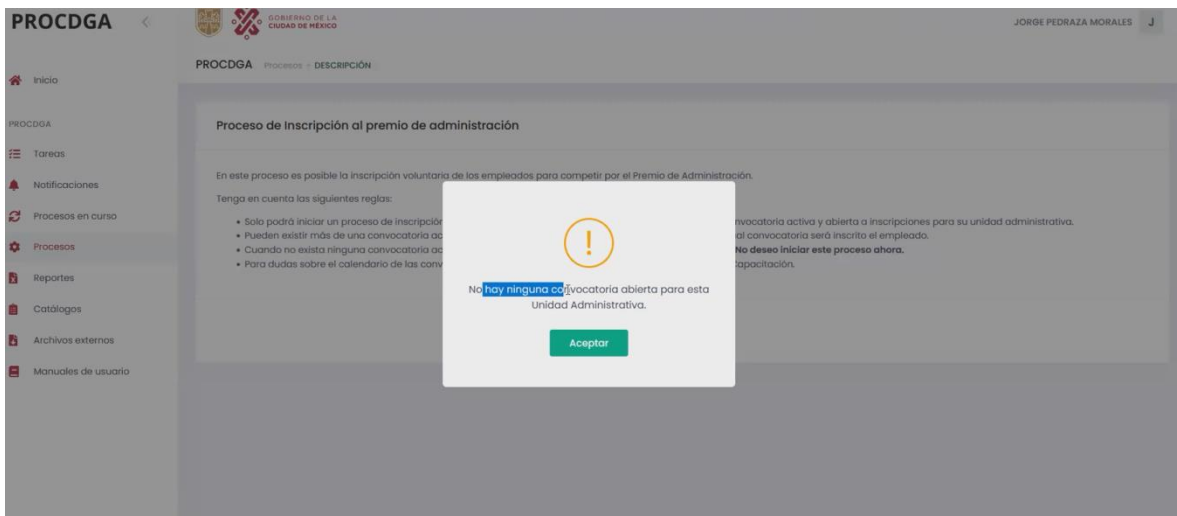 PROCDGA
GOBIERNO DE LA
CIUDAD DE MÉXICO
JORGE PEDRAZA MORALES J
PROCDGA Procesos - DESCRIPCIÓN
Inicio
PROCDGA
Tareas
Notificaciones
Procesos en curso
Procesos
Reportes
Catálogos
Archivos externos
Manuales de usuario
Proceso de Inscripción al premio de administración
En este proceso es posible la inscripción voluntaria de los empleados para competir por el Premio de Administración.
Tenga en cuenta las siguientes reglas:
• Solo podrá iniciar un proceso de inscripción nvocatoria activa y abierta a inscripciones para su unidad administrativa.
• Pueden existir más de una convocatoria ac al convocatoria será inscrito el empleado.
• Cuando no exista ninguna convocatoria ac No deseo iniciar este proceso ahora.
• Para dudas sobre el calendario de las conv apacitación.
!
No hay ninguna convocatoria abierta para esta
Unidad Administrativa.
Aceptar